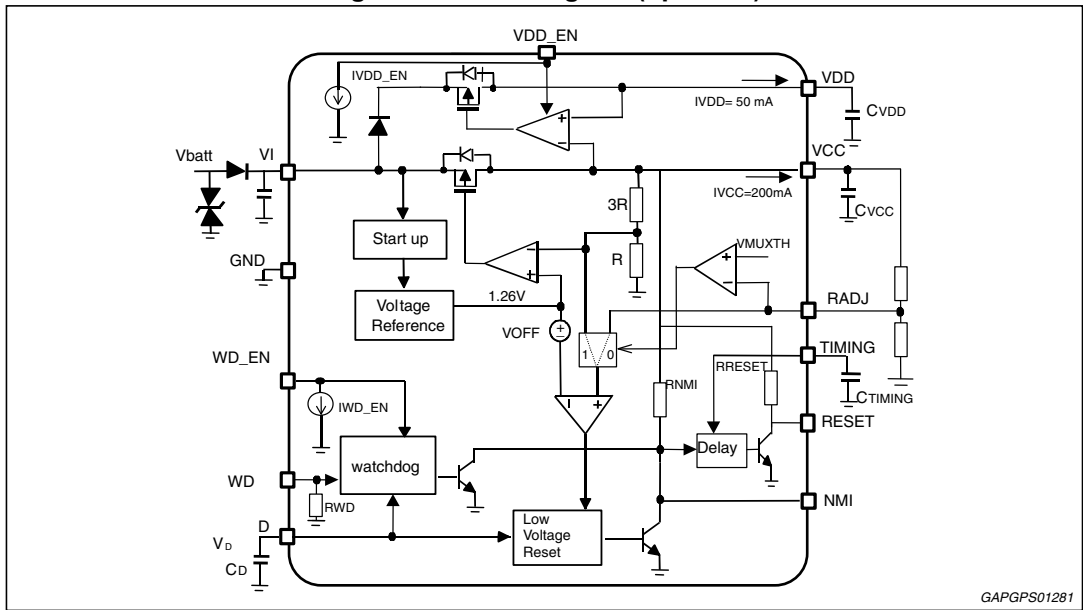 VDD_EN
IVDD_EN
VDD
IVDD= 50 mA
CVDD
Vbatt
VI
VCC
IVCC=200mA
CVCC
3R
Start up
R
VMUXTH
GND
1.26V
Voltage
Reference
RADJ
VOFF
TIMING
1
0
WD_EN
RRESET
RNMI
CTIMING
IWD_EN
RESET
Delay
watchdog
WD
RWD
NMI
D
Low
Voltage
Reset
VD
CD
GAPGPS01281